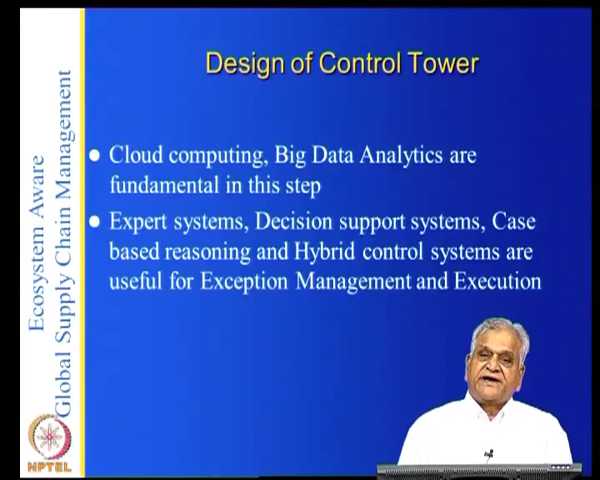 Design of Control Tower
Cloud computing, Big Data Analytics are
fundamental in this step
Expert systems, Decision support systems, Case
based reasoning and Hybrid control systems are
useful for Exception Management and Execution
Ecosystem Aware
Global Supply Chain Management
NPTEL